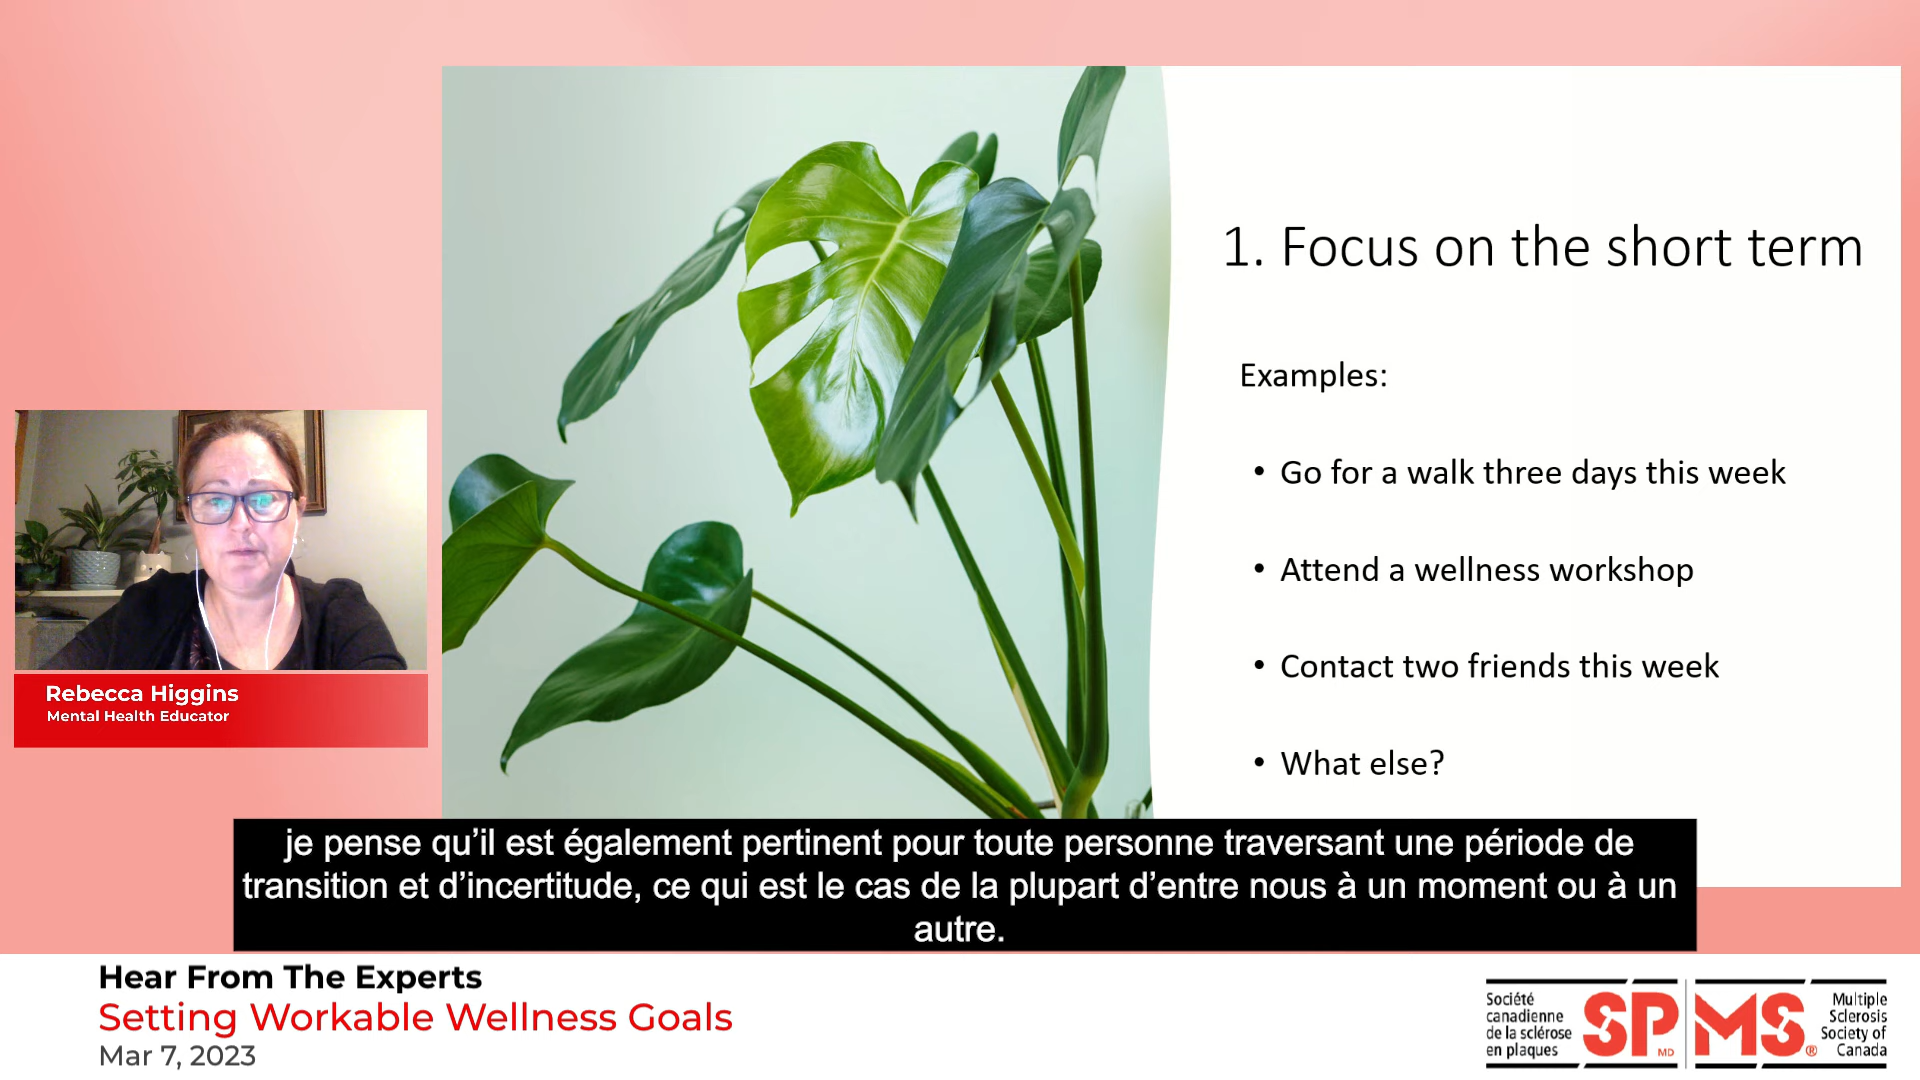 1. Focus on the short term
Examples:
• Go for a walk three days this week
• Attend a wellness workshop
• Contact two friends this week
• What else?
Rebecca Higgins
Mental Health Educator
je pense qu’il est également pertinent pour toute personne traversant une période de
transition et d’incertitude, ce qui est le cas de la plupart d’entre nous à un moment ou à un
autre.
Hear From The Experts
Setting Workable Wellness Goals
Mar 7, 2023
Société
canadienne
de la sclérose
en plaques
SP
MD
MS
®
Multiple
Sclerosis
Society of
Canada